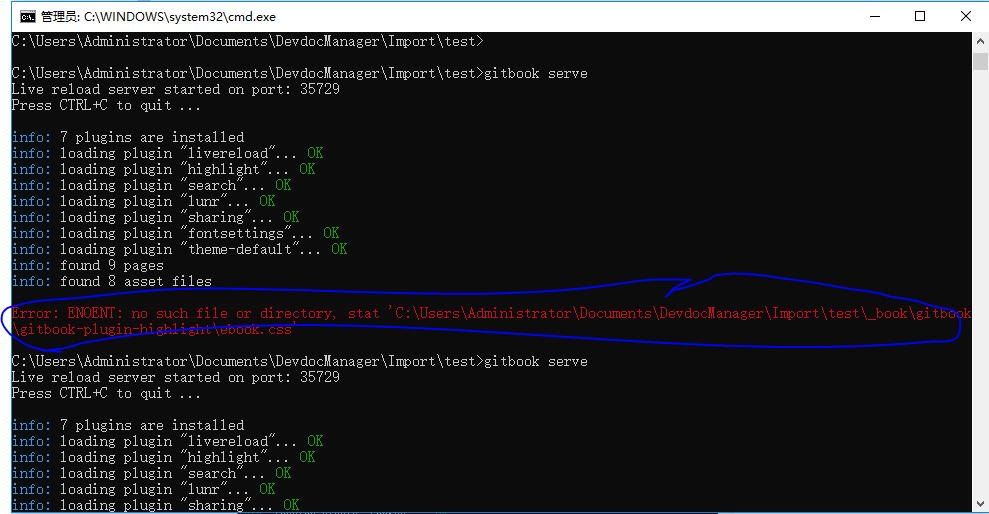 管理员: C:\WINDOWS\system32\cmd.exe
C:\Users\Administrator\Documents\DevdocManager\Import\test>
C:\Users\Administrator\Documents\DevdocManager\Import\test>gitbook serve
Live reload server started on port: 35729
Press CTRL+C to quit ...
info: 7 plugins are installed
info: loading plugin "livereload"... OK
info: loading plugin "highlight"... OK
info: loading plugin "search"... OK
info: loading plugin "lunr"... OK
info: loading plugin "sharing"... OK
info: loading plugin "fontsettings"... OK
info: loading plugin "theme-default"... OK
info: found 9 pages
info: found 8 asset files
Error: ENOENT: no such file or directory, stat 'C:\Users\Administrator\Documents\DevdocManager\Import\test\_book\gitbook
\gitbook-plugin-highlight\ebook.css'
C:\Users\Administrator\Documents\DevdocManager\Import\test>gitbook serve
Live reload server started on port: 35729
Press CTRL+C to quit ...
info: 7 plugins are installed
info: loading plugin "livereload"... OK
info: loading plugin "highlight"... OK
info: loading plugin "search"... OK
info: loading plugin "lunr"... OK
info: loading plugin "sharing"... OK